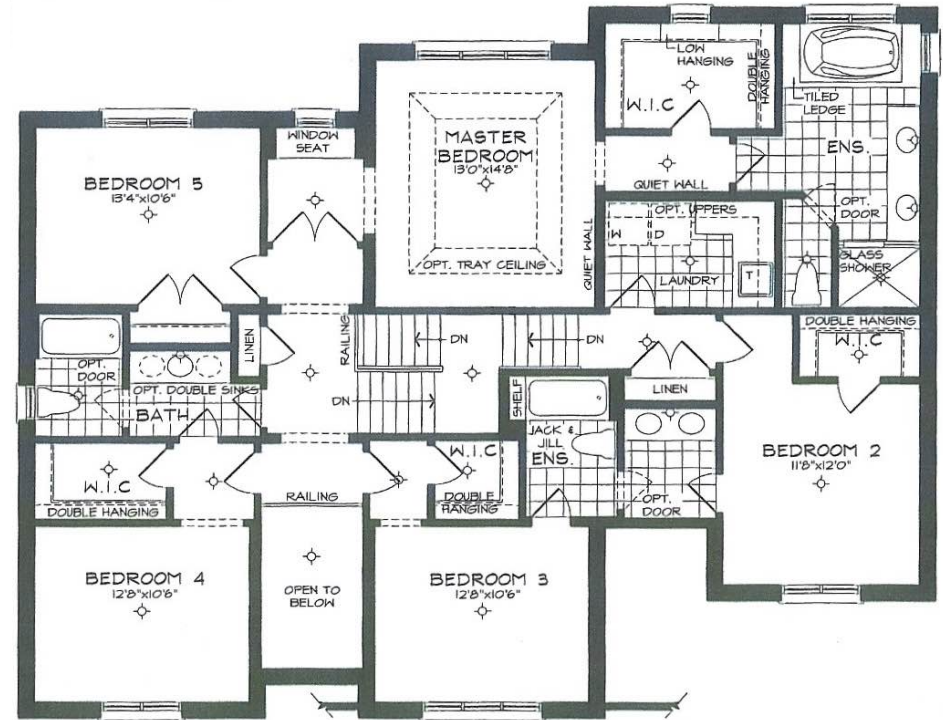 LOW
HANGING
DOUBLE
HANGING
W.I.C
TILED
LEDGE
WINDOW
SEAT
MASTER
BEDROOM
13'0"x14'8"
ENS.
BEDROOM 5
13'4"x10'6"
QUIET WALL
OPT.
DOOR
OPT. UPPERS
W
D
QUIET WALL
OPT. TRAY CEILING
LAUNDRY
T
GLASS
SHOWER
LINEN
RAILING
DN
DN
DOUBLE HANGING
W.I.C
OPT.
DOOR
OPT. DOUBLE SINKS
BATH
DN
SHELF
LINEN
JACK &
JILL
ENS.
BEDROOM 2
11'8"x12'0"
W.I.C
DOUBLE HANGING
RAILING
W.I.C
DOUBLE
HANGING
OPT.
DOOR
BEDROOM 4
12'8"x10'6"
OPEN TO
BELOW
BEDROOM 3
12'8"x10'6"